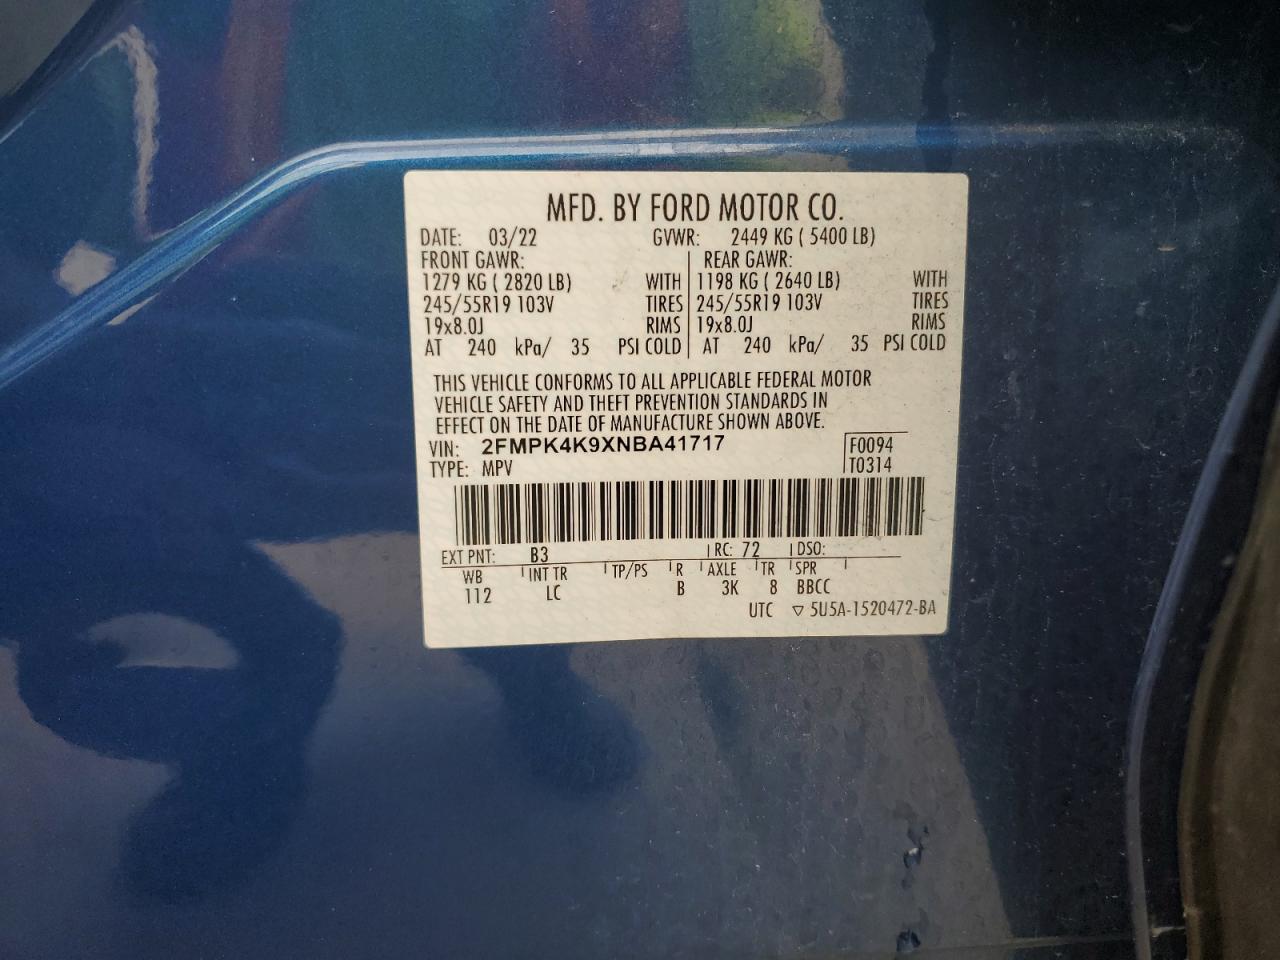 MFD. BY FORD MOTOR CO.
DATE: 03/22 GVWR: 2449 KG ( 5400 LB)
FRONT GAWR: REAR GAWR:
1279 KG ( 2820 LB) WITH 1198 KG ( 2640 LB) WITH
245/55R19 103V TIRES 245/55R19 103V TIRES
19x8.0J RIMS 19x8.0J RIMS
AT 240 kPa/ 35 PSI COLD AT 240 kPa/ 35 PSI COLD
THIS VEHICLE CONFORMS TO ALL APPLICABLE FEDERAL MOTOR
VEHICLE SAFETY AND THEFT PREVENTION STANDARDS IN
EFFECT ON THE DATE OF MANUFACTURE SHOWN ABOVE.
VIN: 2FMPK4K9XNBA41717 F0094
TYPE: MPV T0314
EXT PNT: B3 RC: 72 DSO:
WB INT TR TP/PS R AXLE TR SPR
112 LC B 3K 8 BBCC
UTC ▽ 5U5A-1520472-BA